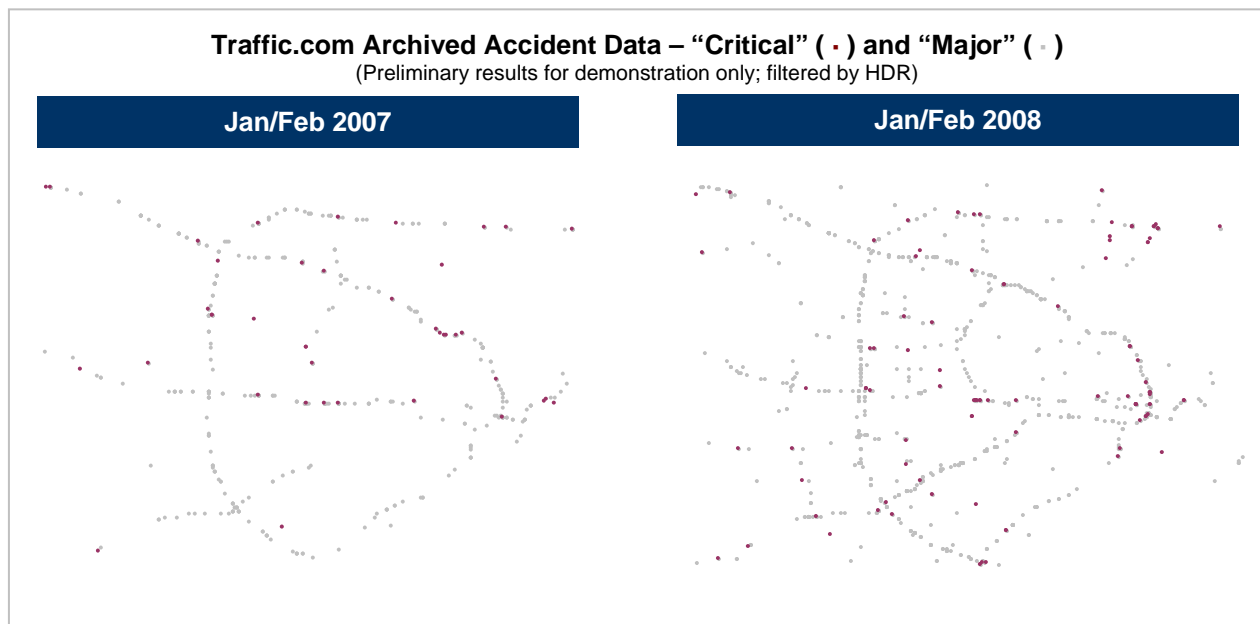 Traffic.com Archived Accident Data – “Critical” ( ▪ ) and “Major” ( ▪ )
(Preliminary results for demonstration only; filtered by HDR)
Jan/Feb 2007
Jan/Feb 2008